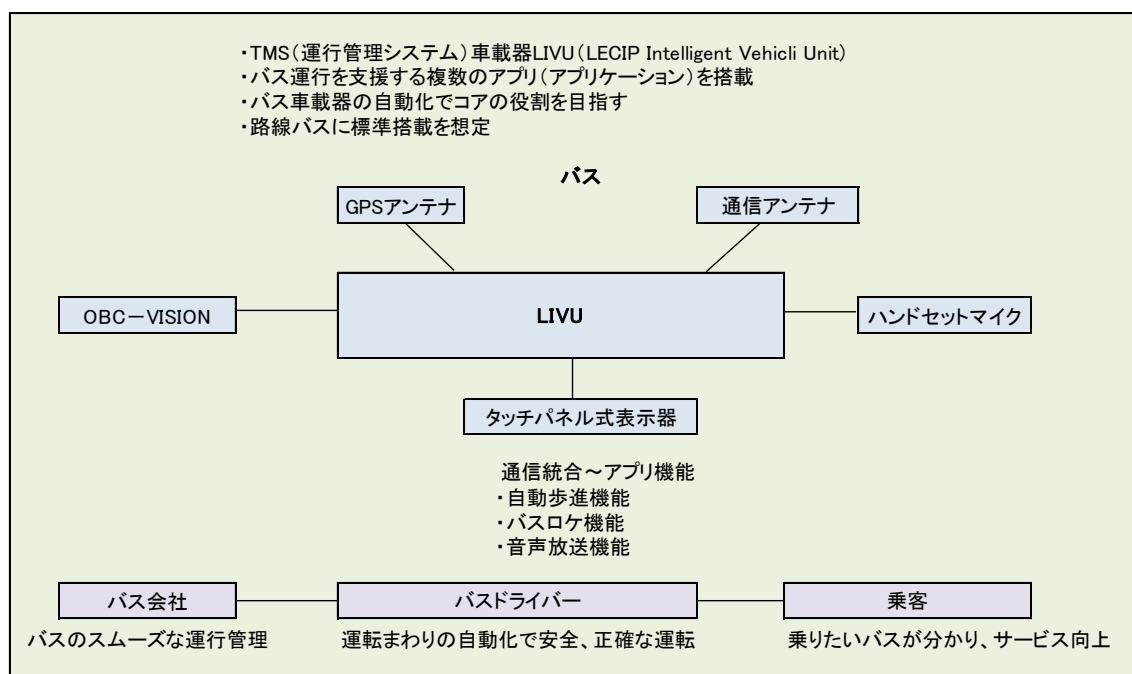 ・TMS（運行管理システム）車載器LIVU（LECIP Intelligent Vehicli Unit）
・バス運行を支援する複数のアプリ（アプリケーション）を搭載
・バス車載器の自動化でコアの役割を目指す
・路線バスに標準搭載を想定
バス
GPSアンテナ
通信アンテナ
OBC－VISION
LIVU
ハンドセットマイク
タッチパネル式表示器
通信統合～アプリ機能
・自動歩進機能
・バスロケ機能
・音声放送機能
バス会社
バスドライバー
乗客
バスのスムーズな運行管理
運転まわりの自動化で安全、正確な運転
乗りたいバスが分かり、サービス向上